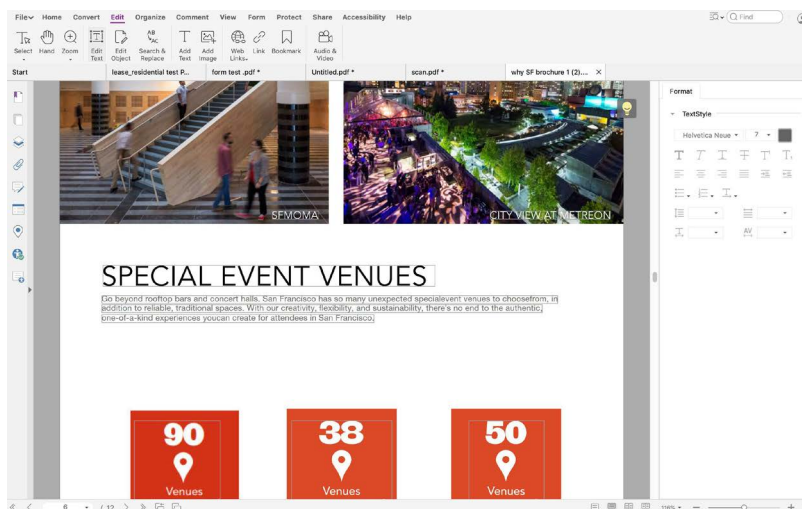 File Home Convert Edit Organize Comment View Form Protect Share Accessibility Help
Find
Select Hand Zoom Edit Text Edit Object Search & Replace Add Text Add Image Web Links Link Bookmark Audio & Video
Start lease_residential test P... form test .pdf * Untitled.pdf * scan.pdf * why SF brochure 1 (2)....
Format
TextStyle
Helvetica Neue 7
SFMOMA
CITY VIEW AT METREON
SPECIAL EVENT VENUES
Go beyond rooftop bars and concert halls. San Francisco has so many unexpected specialevent venues to choosefrom, in
addition to reliable, traditional spaces. With our creativity, flexibility, and sustainability, there's no end to the authentic,
one-of-a-kind experiences youcan create for attendees in San Francisco.
90 38 50
Venues Venues Venues
6 / 12
116%